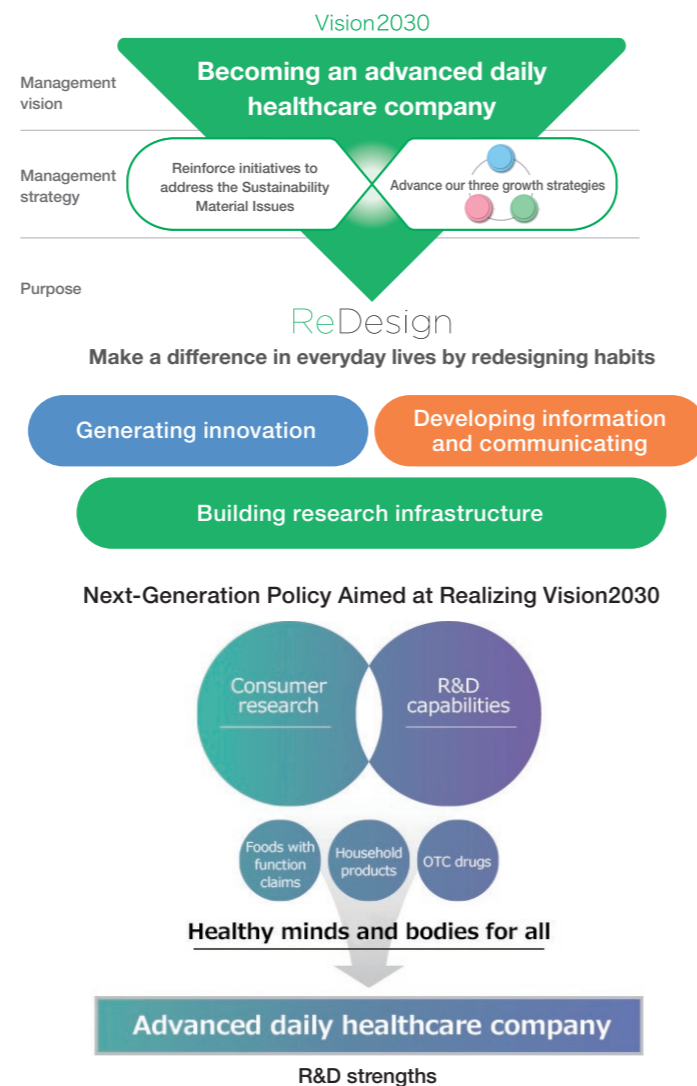 Vision2030
Management
vision
Becoming an advanced daily
healthcare company
Management
strategy
Reinforce initiatives to
address the Sustainability
Material Issues
Advance our three growth strategies
Purpose
ReDesign
Make a difference in everyday lives by redesigning habits
Generating innovation
Developing information
and communicating
Building research infrastructure
Next-Generation Policy Aimed at Realizing Vision2030
Consumer
research
R&D
capabilities
Foods with
function
claims
Household
products
OTC drugs
Healthy minds and bodies for all
Advanced daily healthcare company
R&D strengths